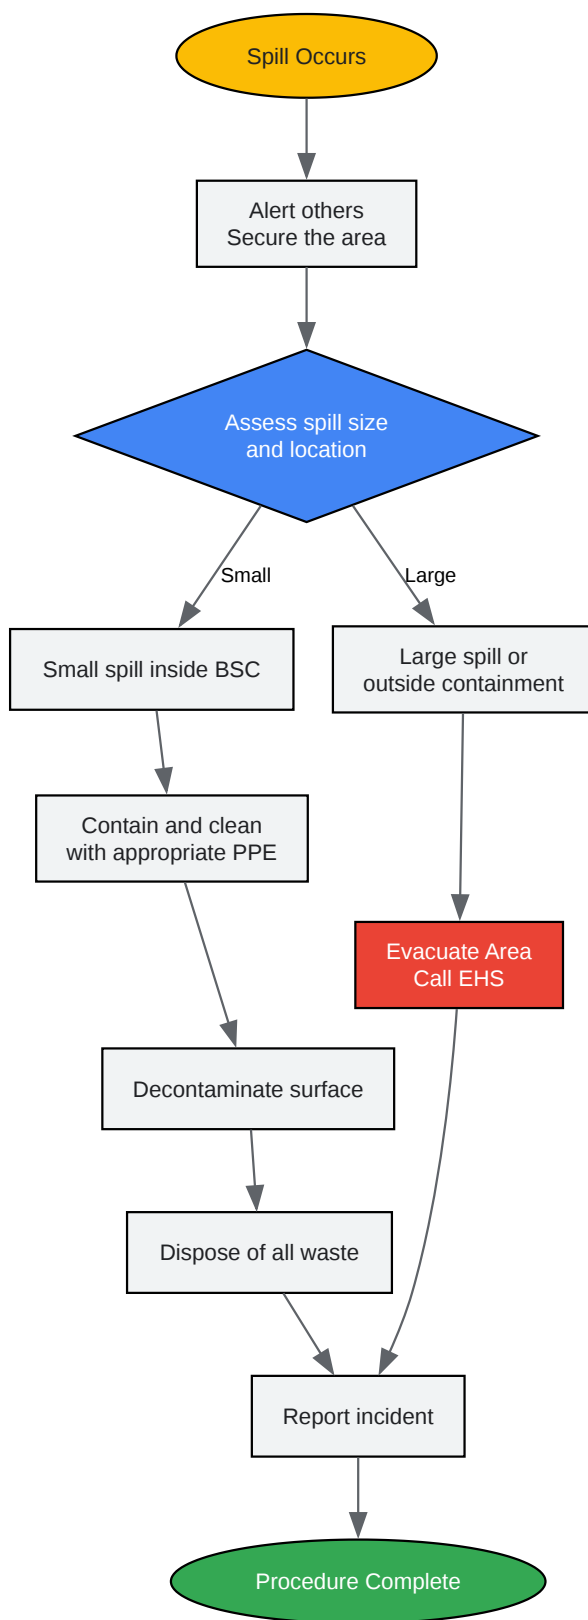 Spill Occurs
Alert others
Secure the area
Assess spill size
and location
Small
Large
Small spill inside BSC
Large spill or
outside containment
Contain and clean
with appropriate PPE
Evacuate Area
Call EHS
Decontaminate surface
Dispose of all waste
Report incident
Procedure Complete